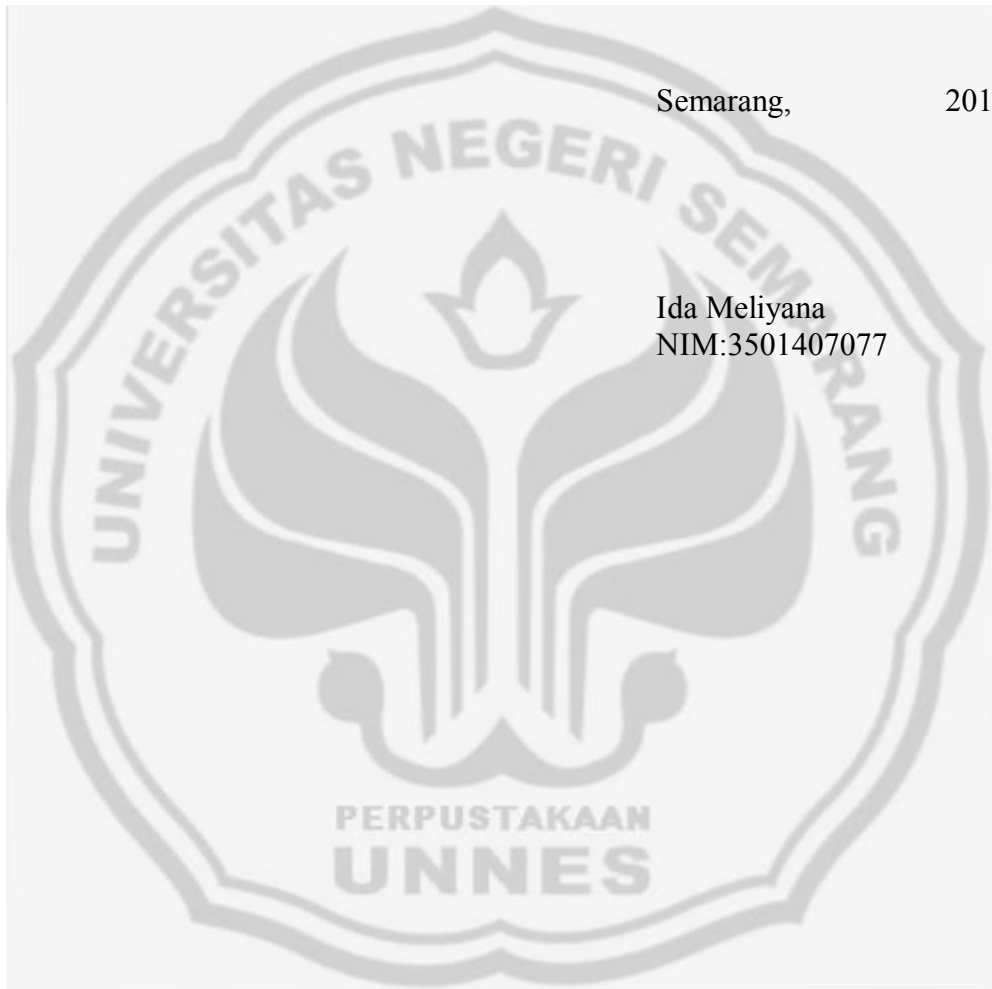 Semarang, 201
UNIVERSITAS NEGERI SEMARANG
Ida Meliyana
NIM:3501407077
PERPUSTAKAAN
UNNES